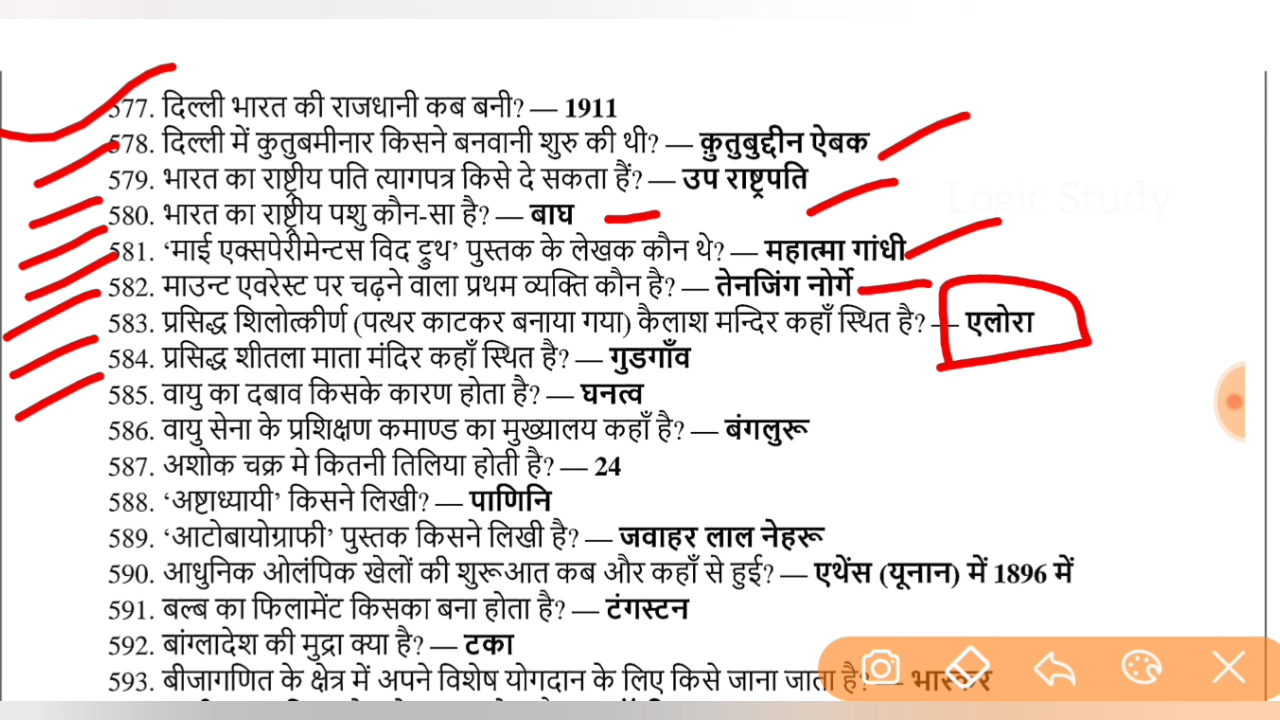 Logic Study
577. दिल्ली भारत की राजधानी कब बनी? — 1911
578. दिल्ली में कुतुबमीनार किसने बनवानी शुरु की थी? — क़ुतुबुद्दीन ऐबक
579. भारत का राष्ट्रीय पति त्यागपत्र किसे दे सकता हैं? — उप राष्ट्रपति
580. भारत का राष्ट्रीय पशु कौन-सा है? — बाघ
581. ‘माई एक्सपेरीमेन्टस विद ट्रुथ’ पुस्तक के लेखक कौन थे? — महात्मा गांधी
582. माउन्ट एवरेस्ट पर चढ़ने वाला प्रथम व्यक्ति कौन है? — तेनजिंग नोर्गे
583. प्रसिद्ध शिलोत्कीर्ण (पत्थर काटकर बनाया गया) कैलाश मन्दिर कहाँ स्थित है? — एलोरा
584. प्रसिद्ध शीतला माता मंदिर कहाँ स्थित है? — गुडगाँव
585. वायु का दबाव किसके कारण होता है? — घनत्व
586. वायु सेना के प्रशिक्षण कमाण्ड का मुख्यालय कहाँ है? — बंगलुरू
587. अशोक चक्र मे कितनी तिलिया होती है? — 24
588. ‘अष्टाध्यायी’ किसने लिखी? — पाणिनि
589. ‘आटोबायोग्राफी’ पुस्तक किसने लिखी है? — जवाहर लाल नेहरू
590. आधुनिक ओलंपिक खेलों की शुरूआत कब और कहाँ से हुई? — एथेंस (यूनान) में 1896 में
591. बल्ब का फिलामेंट किसका बना होता है? — टंगस्टन
592. बांग्लादेश की मुद्रा क्या है? — टका
593. बीजागणित के क्षेत्र में अपने विशेष योगदान के लिए किसे जाना जाता है? — भास्कर